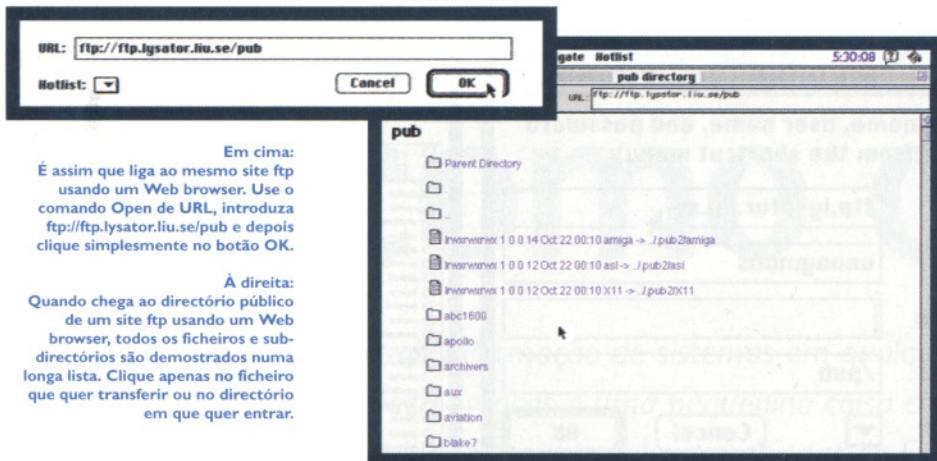 URL: ftp://ftp.lysator.liu.se/pub
Hotlist:
Cancel
OK
gate Hotlist
5:30:08
pub directory
URL: ftp://ftp.lysator.liu.se/pub
pub
Parent Directory
.
..
lrwxrwxrwx 1 0 0 14 Oct 22 00:10 amiga -> ../pub2/amiga
lrwxrwxrwx 1 0 0 12 Oct 22 00:10 asl -> ../pub2/asl
lrwxrwxrwx 1 0 0 12 Oct 22 00:10 X11 -> ../pub2/X11
abc1600
apollo
archivers
aux
aviation
blake7
Em cima:
É assim que liga ao mesmo site ftp
usando um Web browser. Use o
comando Open de URL, introduza
ftp://ftp.lysator.liu.se/pub e depois
clique simplesmente no botão OK.
À direita:
Quando chega ao directório público
de um site ftp usando um Web
browser, todos os ficheiros e sub-
directórios são demostrados numa
longa lista. Clique apenas no ficheiro
que quer transferir ou no directório
em que quer entrar.